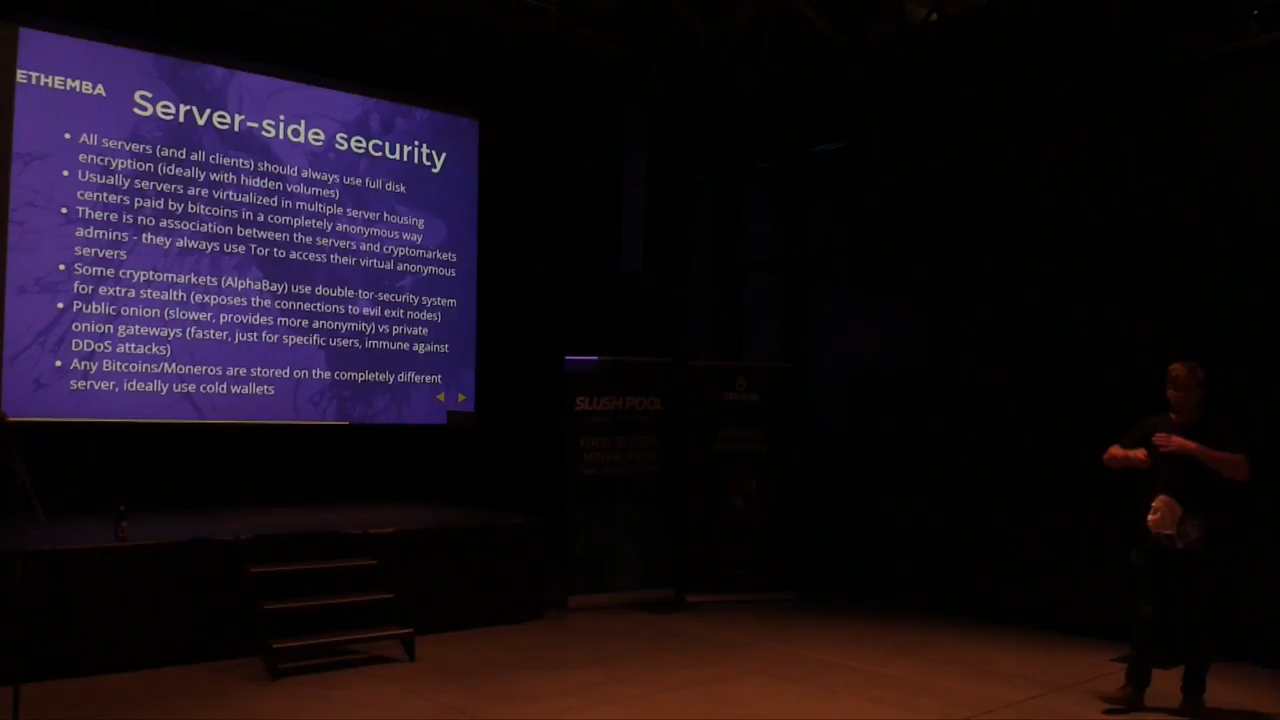 ETHEMBA
Server-side security
• All servers (and all clients) should always use full disk
encryption (ideally with hidden volumes)
• Usually servers are virtualized in multiple server housing
centers paid by bitcoins in a completely anonymous way
• There is no association between the servers and cryptomarkets
admins - they always use Tor to access their virtual anonymous
servers
• Some cryptomarkets (AlphaBay) use double-tor-security system
for extra stealth (exposes the connections to evil exit nodes)
• Public onion (slower, provides more anonymity) vs private
onion gateways (faster, just for specific users, immune against
DDoS attacks)
• Any Bitcoins/Moneros are stored on the completely different
server, ideally use cold wallets
SLUSH POOL
FIRST BITCOIN
MINING POOL